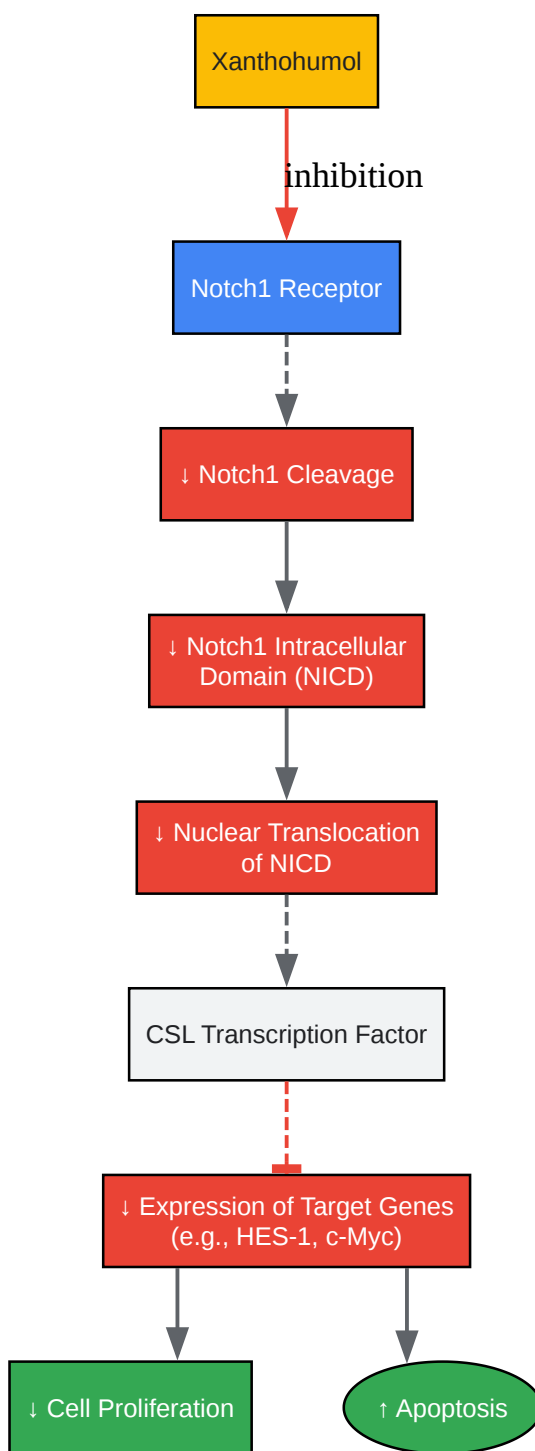 Xanthohumol
inhibition
Notch1 Receptor
↓ Notch1 Cleavage
↓ Notch1 Intracellular
Domain (NICD)
↓ Nuclear Translocation
of NICD
CSL Transcription Factor
↓ Expression of Target Genes
(e.g., HES-1, c-Myc)
↓ Cell Proliferation
↑ Apoptosis